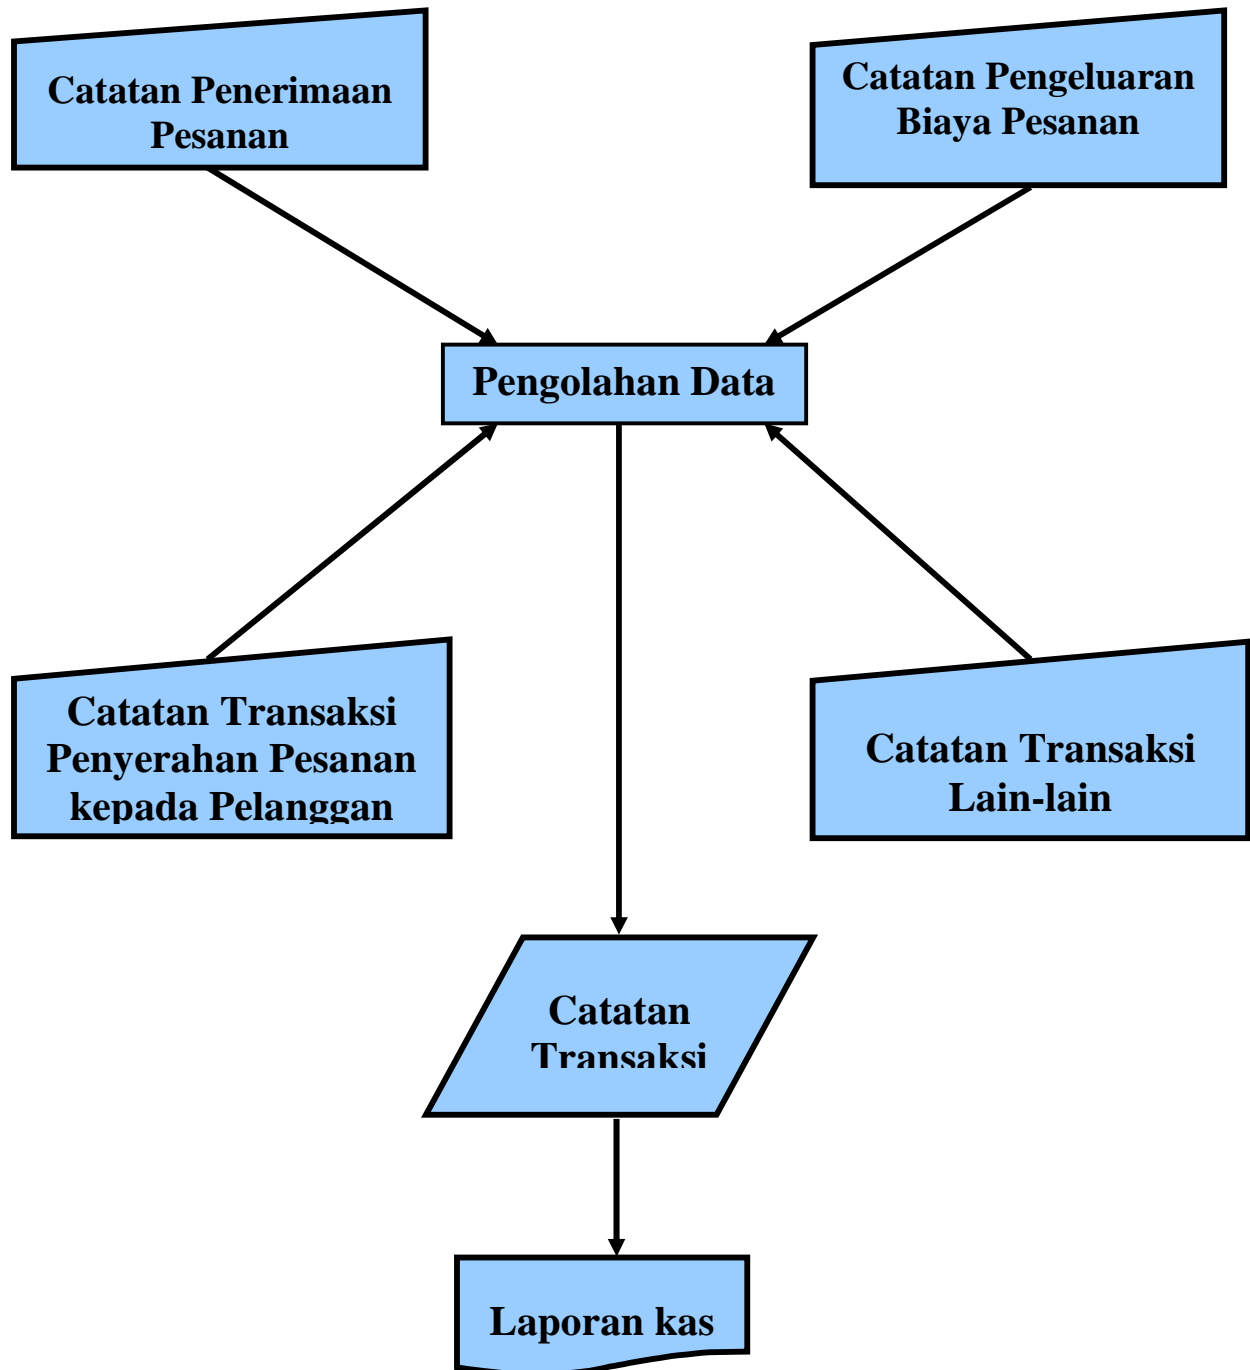 Catatan Penerimaan
Pesanan
Catatan Pengeluaran
Biaya Pesanan
Pengolahan Data
Catatan Transaksi
Penyerahan Pesanan
kepada Pelanggan
Catatan Transaksi
Lain-lain
Catatan
Transaksi
Laporan kas